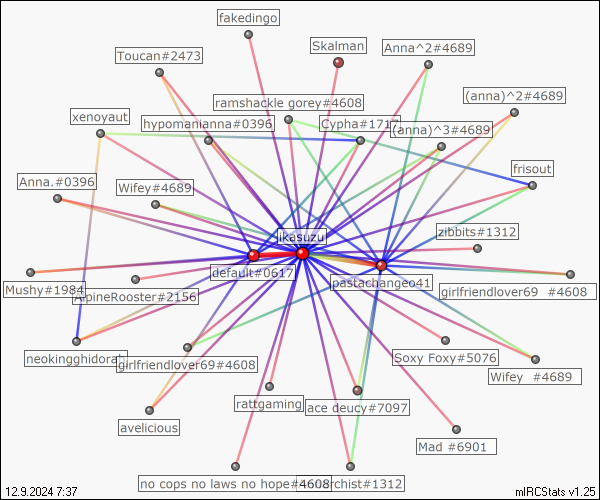 fakedingo
Skalman
Anna^2#4689
Toucan#2473
(anna)^2#4689
ramshackle gorey#4608
xenoyaut
hypomanianna#0396
Cypha#171
(anna)^3#4689
frisout
Anna.#0396
Wifey#4689
zibbits#1312
ikasuzu
default#0617
pastachangeo41
Mushy#1984
AlpineRooster#2156
girlfriendlover69 #4608
neokingghidorah
girlfriendlover69#4608
Soxy Foxy#5076
Wifey #4689
rattgaming
ace deucy#7097
avelicious
Mad #6901
no cops no laws no hope#4608
rchist#1312
12.9.2024 7:37
mIRCStats v1.25